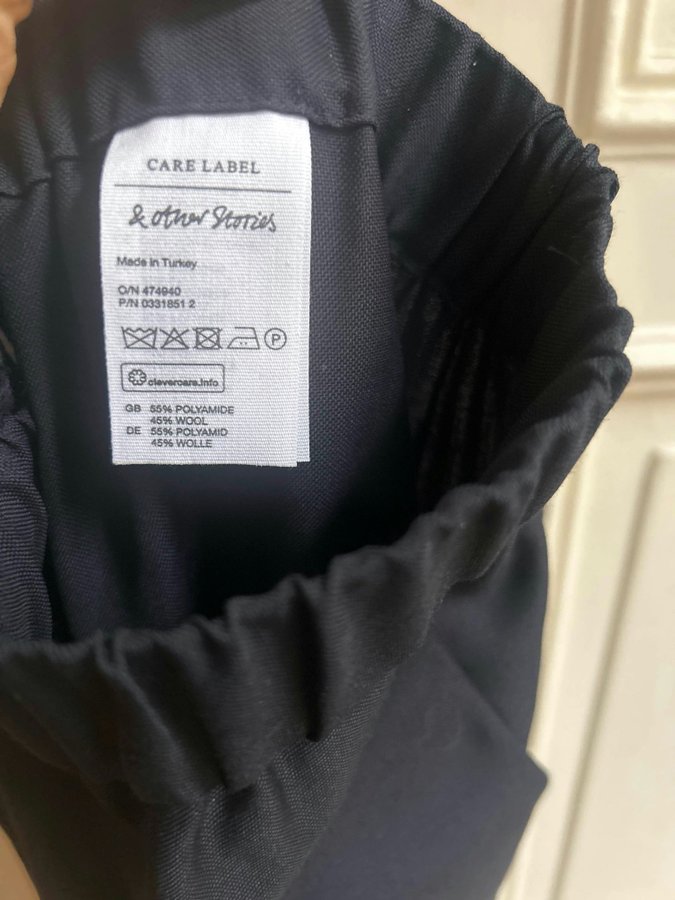 CARE LABEL
& other Stories
Made in Turkey
O/N 474940
P/N 0331851 2
P
clevercare.info
GB 55% POLYAMIDE
45% WOOL
DE 55% POLYAMID
45% WOLLE